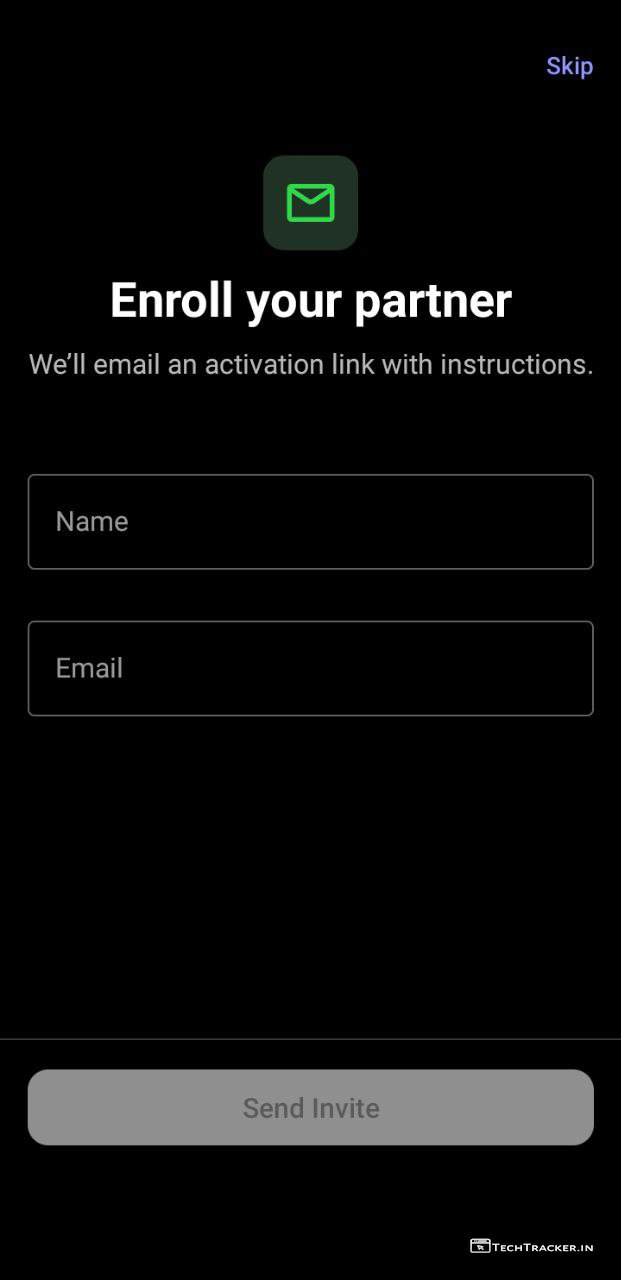 Skip
Enroll your partner
We’ll email an activation link with instructions.
Name
Email
Send Invite
TECHTRACKER.IN